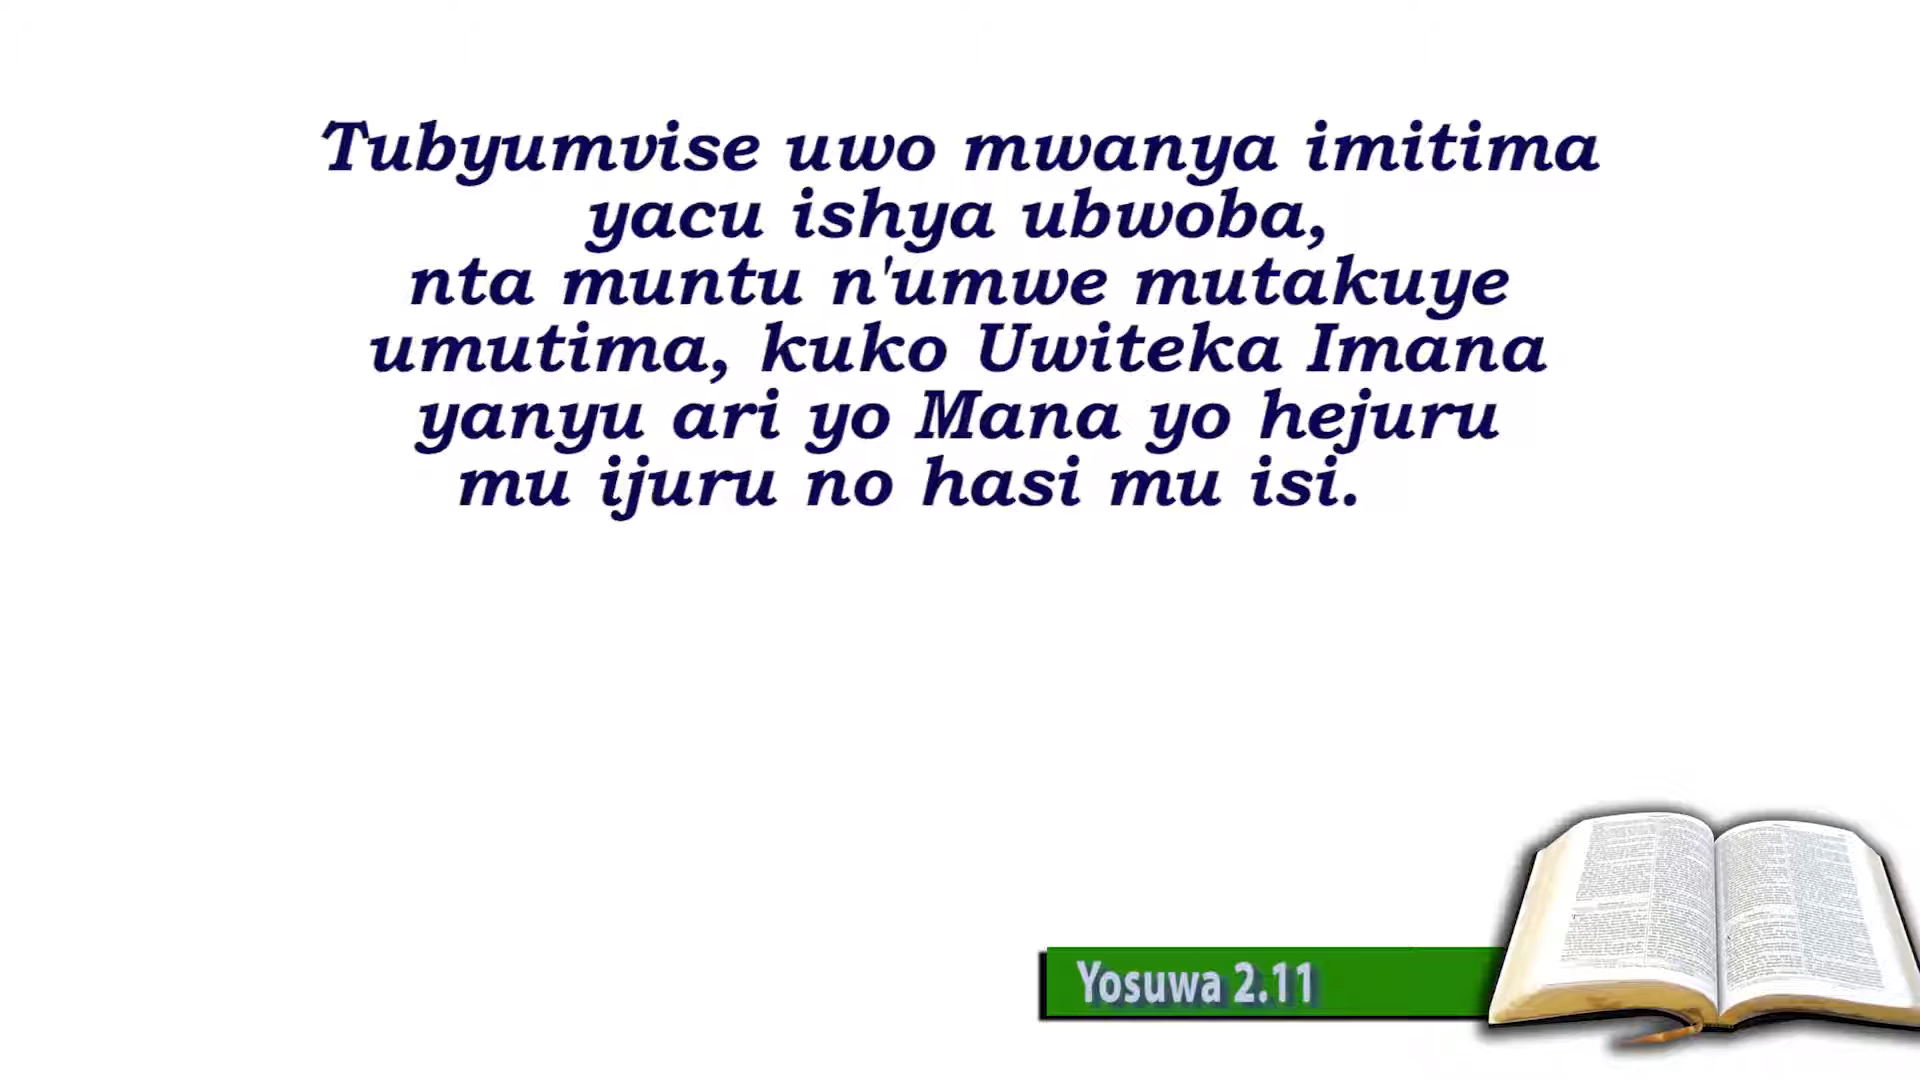 Tubyumvise uwo mwanya imitima
yacu ishya ubwoba,
nta muntu n'umwe mutakuye
umutima, kuko Uwiteka Imana
yanyu ari yo Mana yo hejuru
mu ijuru no hasi mu isi.
Yosuwa 2.11